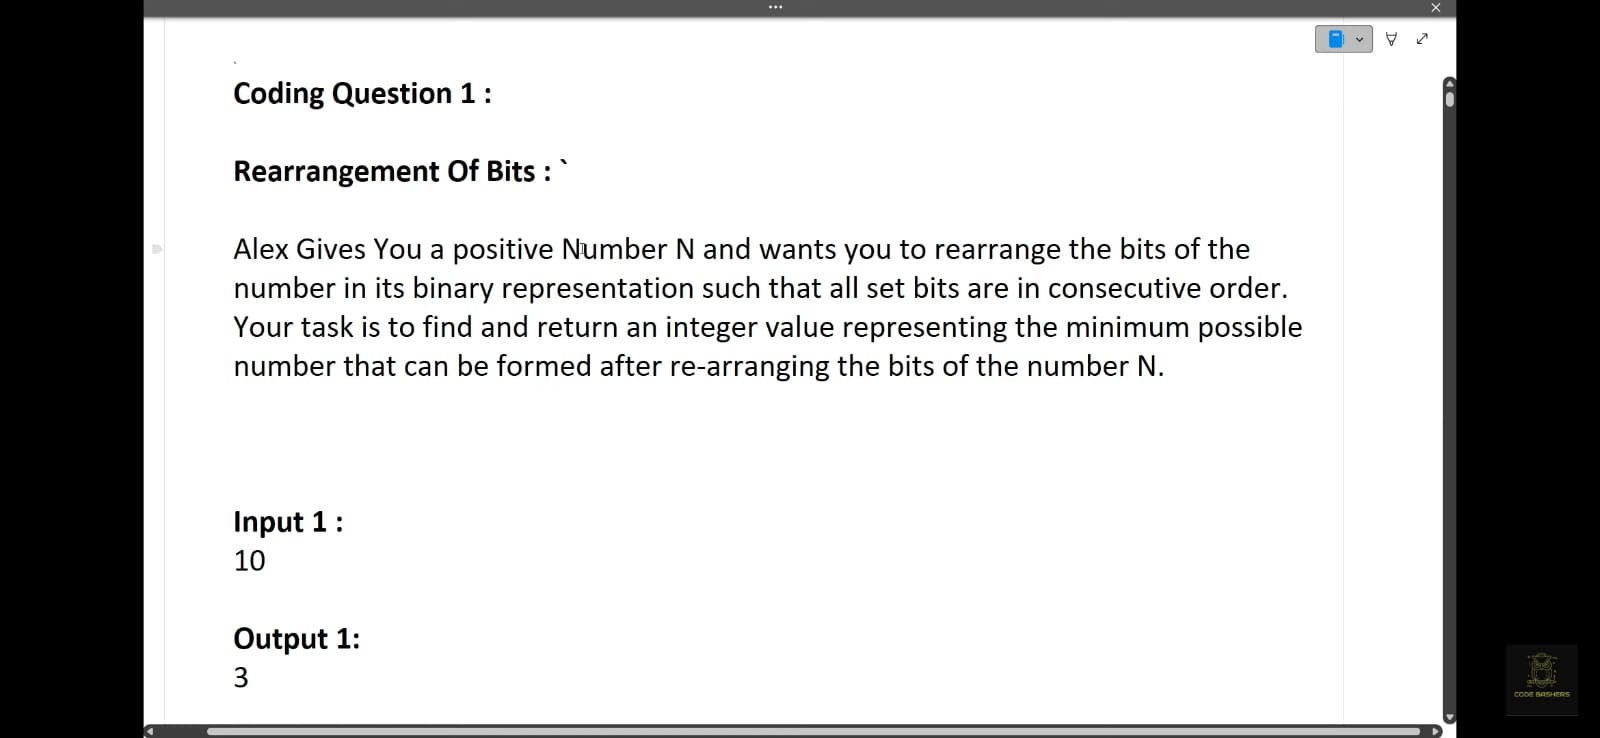 Coding Question 1 :
Rearrangement Of Bits : `
Alex Gives You a positive Number N and wants you to rearrange the bits of the
number in its binary representation such that all set bits are in consecutive order.
Your task is to find and return an integer value representing the minimum possible
number that can be formed after re-arranging the bits of the number N.
Input 1 :
10
Output 1:
3
CODE BASHERS